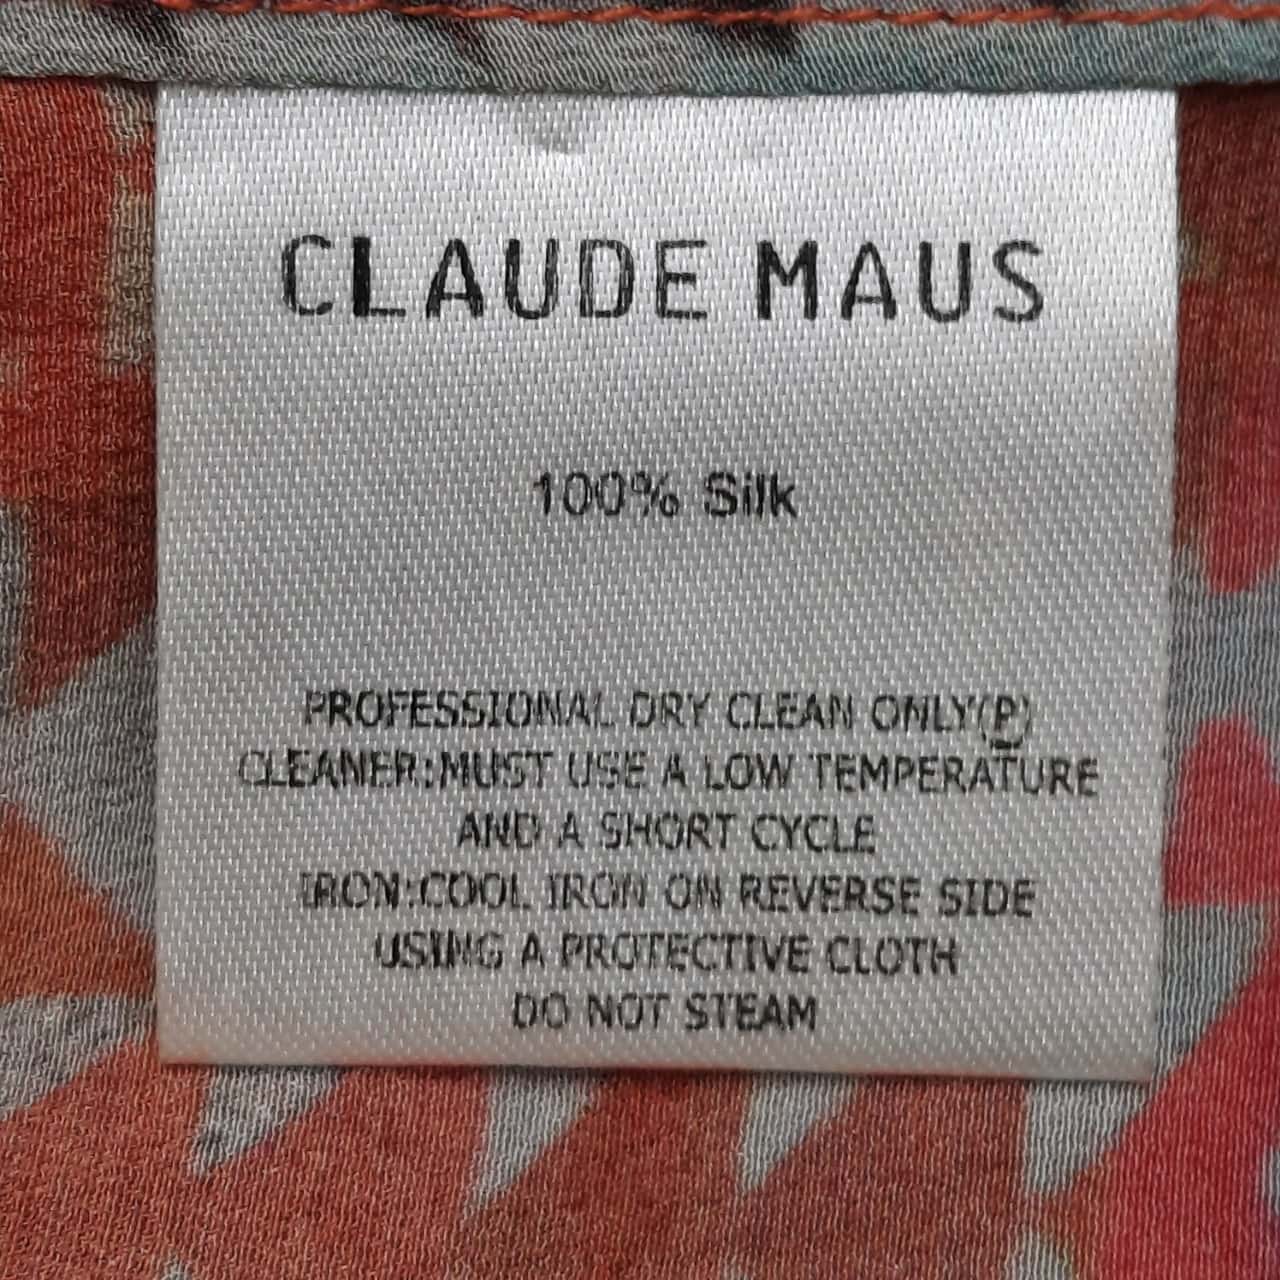 CLAUDE MAUS
100% Silk
PROFESSIONAL DRY CLEAN ONLY(P)
CLEANER:MUST USE A LOW TEMPERATURE
AND A SHORT CYCLE
IRON:COOL IRON ON REVERSE SIDE
USING A PROTECTIVE CLOTH
DO NOT STEAM